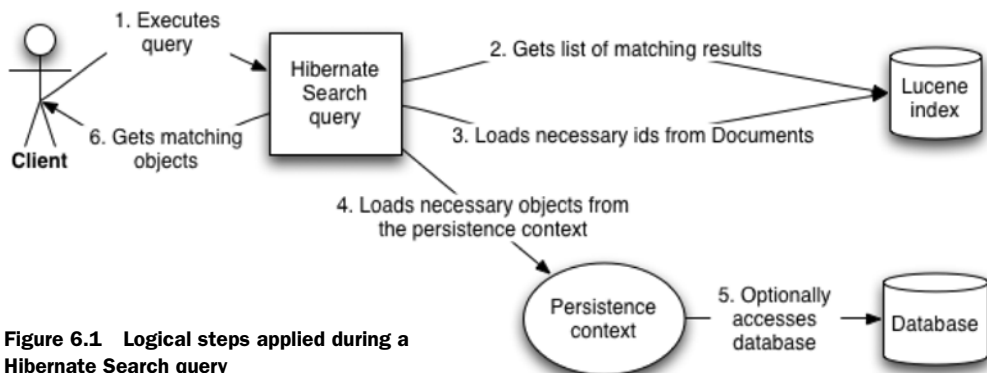 1. Executes
query
Hibernate
Search
query
2. Gets list of matching results
Lucene
index
3. Loads necessary ids from Documents
6. Gets matching
objects
Client
4. Loads necessary objects from
the persistence context
Persistence
context
5. Optionally
accesses
database
Database
Figure 6.1 Logical steps applied during a
Hibernate Search query